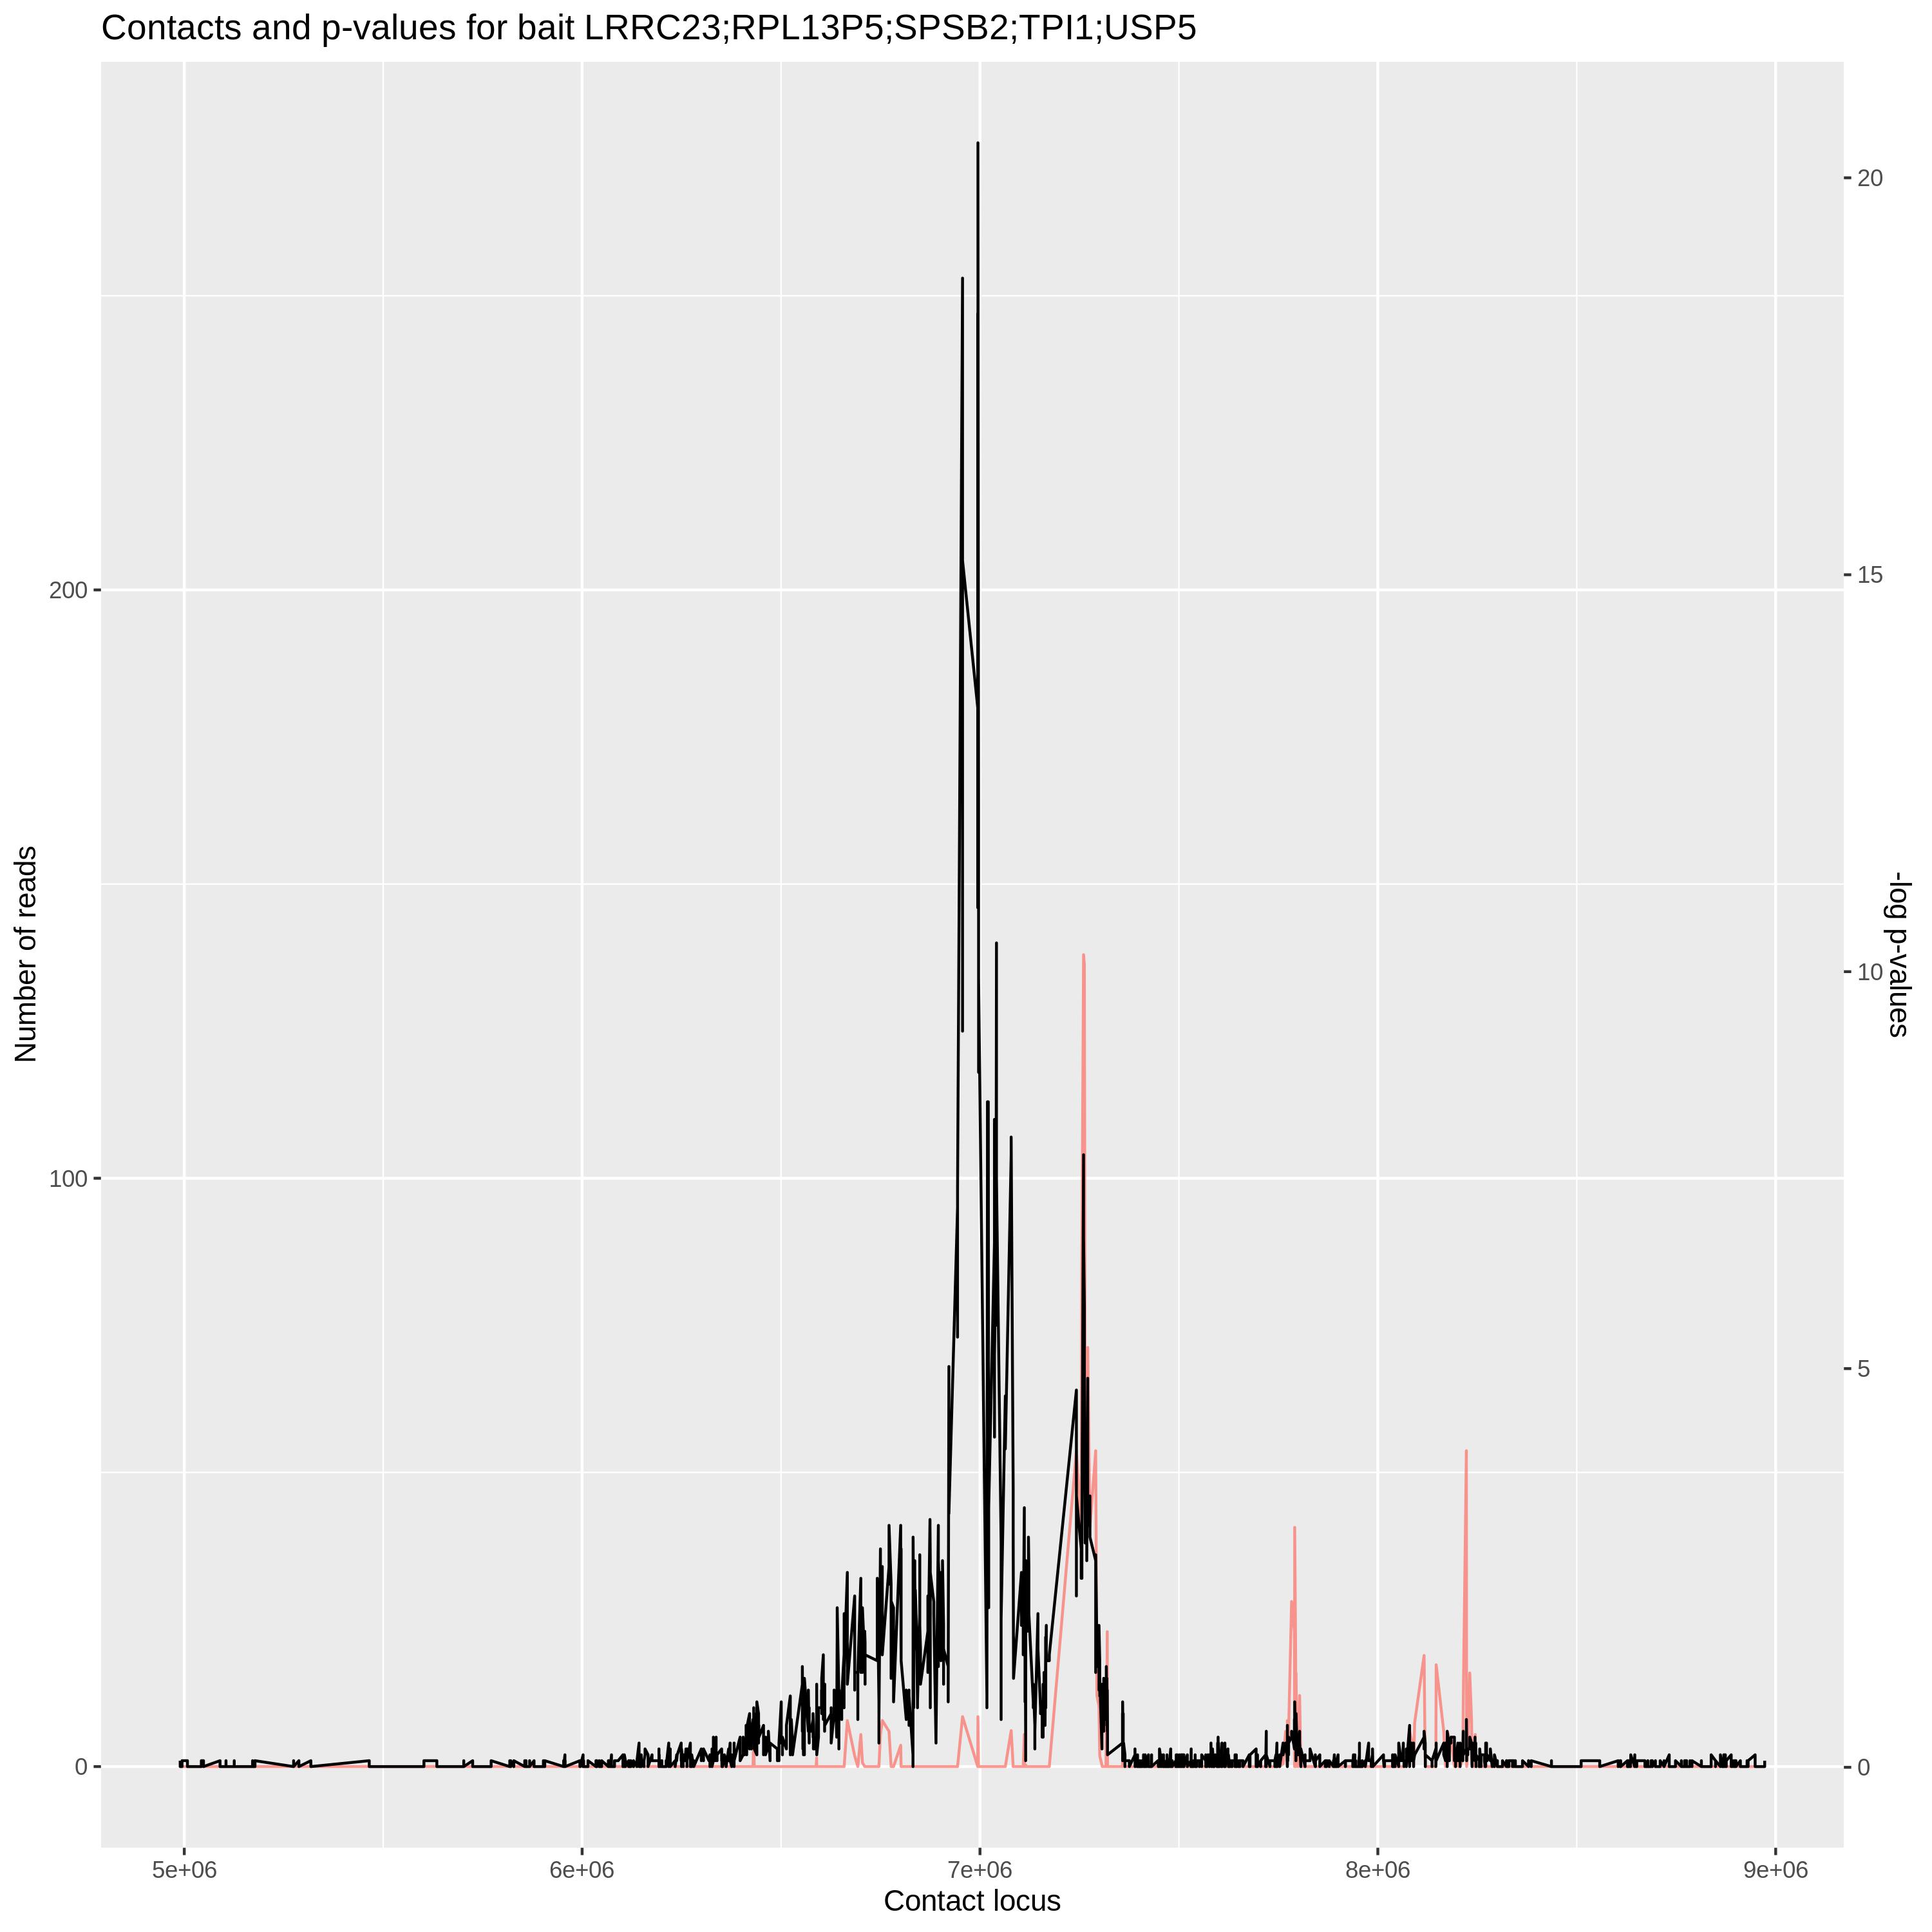 Contacts and p-values for bait LRRC23;RPL13P5;SPSB2;TPI1;USP5
20
200
15
Number of reads
-log p-values
10
100
5
0
0
5e+06
6e+06
7e+06
8e+06
9e+06
Contact locus